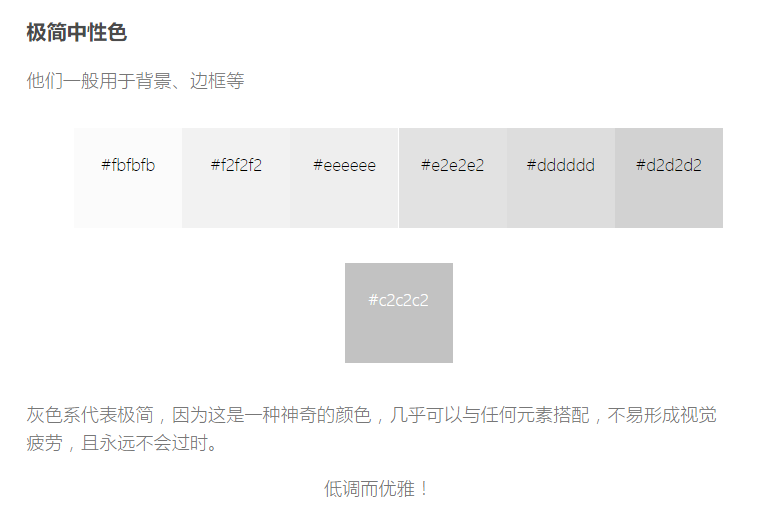 极简中性色
他们一般用于背景、边框等
#fbfbfb #f2f2f2 #eeeeee #e2e2e2 #dddddd #d2d2d2
#c2c2c2
灰色系代表极简，因为这是一种神奇的颜色，几乎可以与任何元素搭配，不易形成视觉
疲劳，且永远不会过时。
低调而优雅！